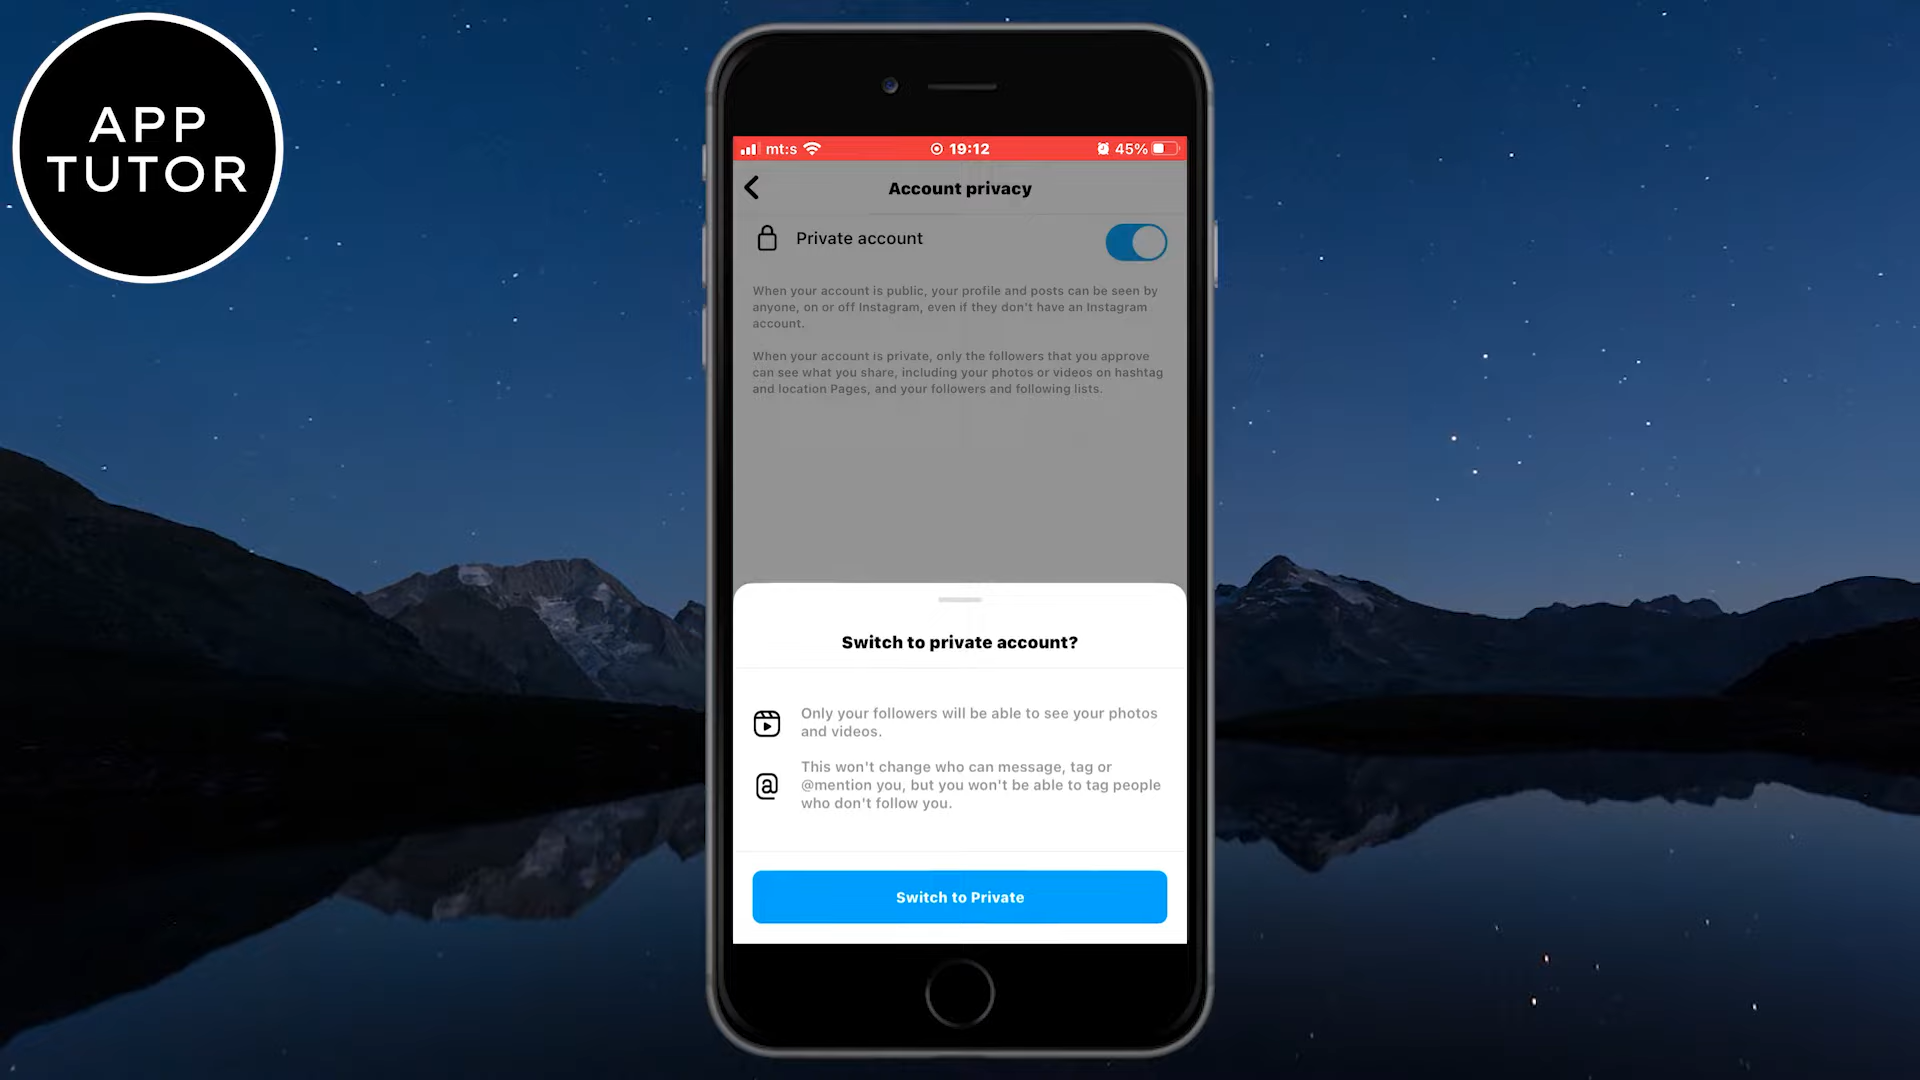 APP
TUTOR
mt:s
19:12
45%
Account privacy
Private account
When your account is public, your profile and posts can be seen by
anyone, on or off Instagram, even if they don't have an Instagram
account.
When your account is private, only the followers that you approve
can see what you share, including your photos or videos on hashtag
and location Pages, and your followers and following lists.
Switch to private account?
Only your followers will be able to see your photos
and videos.
This won't change who can message, tag or
@mention you, but you won't be able to tag people
who don't follow you.
Switch to Private